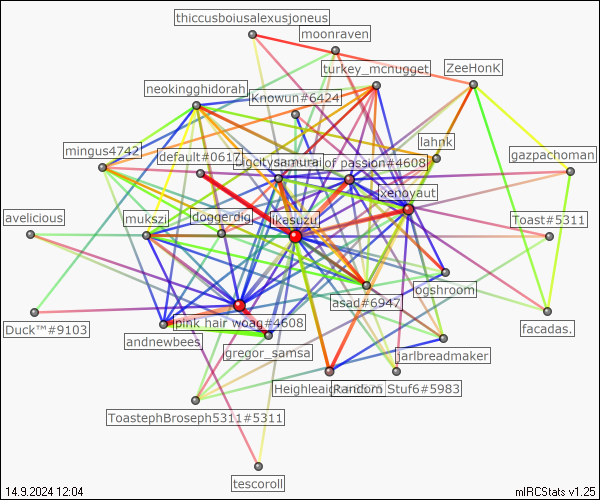 thiccusboiusalexusjoneus
moonraven
turkey_mcnugget
ZeeHonK
neokingghidorah
Knowun#6424
lahnk
mingus4742
default#0617
bigcitysamurai
of passion#4608
gazpachoman
xenoyaut
avelicious
mukszi
doggerdig
likasuzu
Toast#5311
ogshroom
asad#6947
Duck™#9103
pink hair woag#4608
andnewbees
facadas.
gregor_samsa
jarlbreadmaker
Heighleaig
Random Stuf6#5983
ToastephBroseph5311#5311
tescoroll
14.9.2024 12:04
mIRCStats v1.25